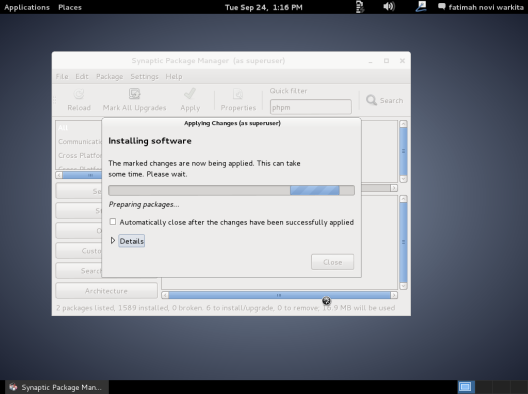 Applications Places Tue Sep 24, 1:16 PM fatimah novi warkita
Synaptic Package Manager (as superuser)
File Edit Package Settings Help
Quick filter
Reload Mark All Upgrades Apply Properties phpm Search
Applying Changes (as superuser)
All
Communicati
Cross Platfo
Installing software
The marked changes are now being applied. This can take
some time. Please wait.
Preparing packages...
Automatically close after the changes have been successfully applied
Details
Close
Se
St
O
Custo
Search
Architecture
2 packages listed, 1589 installed, 0 broken. 6 to install/upgrade, 0 to remove; 16.9 MB will be used
Synaptic Package Man...